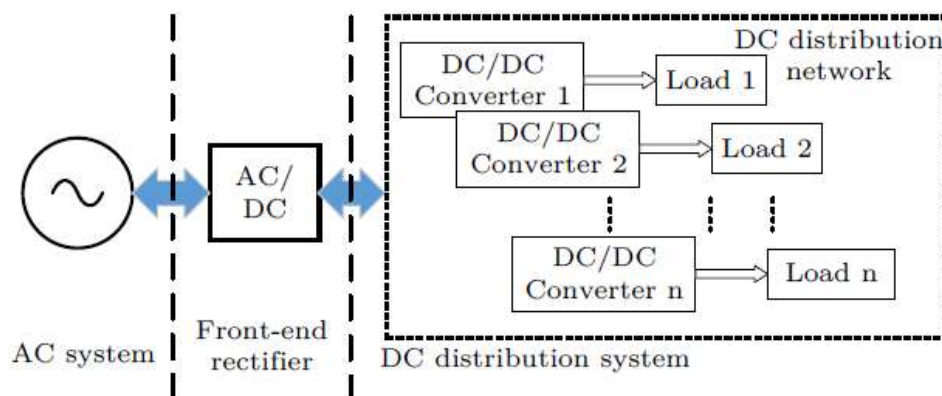 DC distribution
network
DC/DC
Converter 1
Load 1
DC/DC
Converter 2
Load 2
AC/
DC
DC/DC
Converter n
Load n
AC system
Front-end
rectifier
DC distribution system